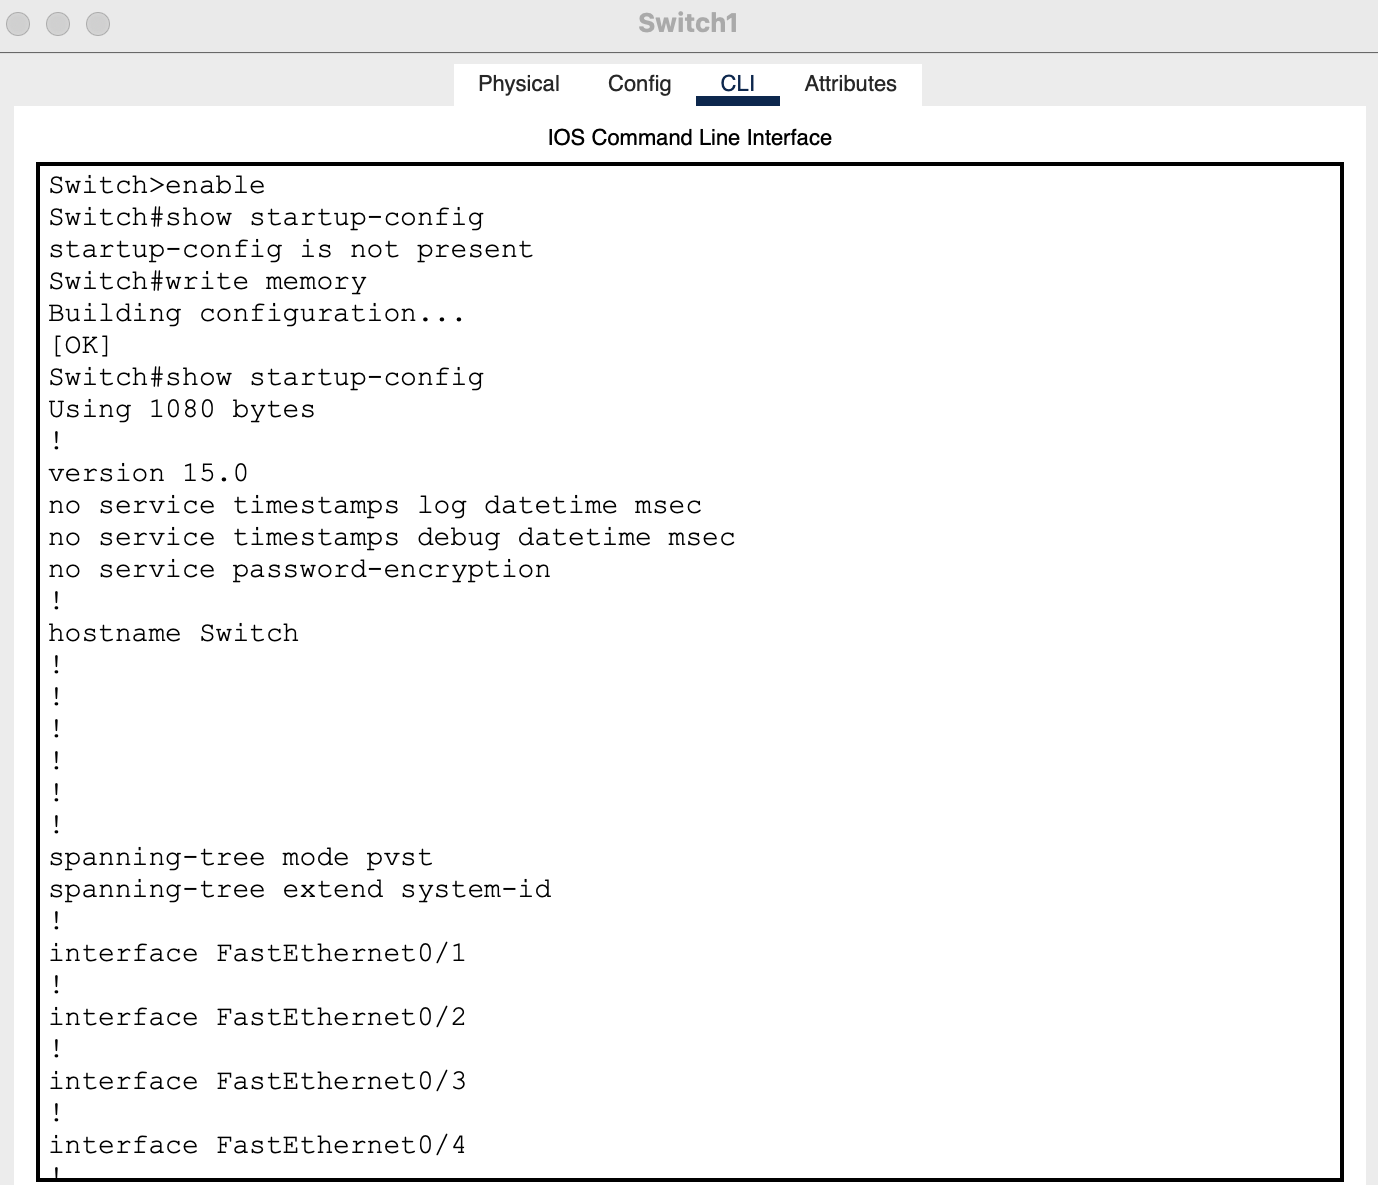 Switch1
Physical Config CLI Attributes
IOS Command Line Interface
Switch>enable
Switch#show startup-config
startup-config is not present
Switch#write memory
Building configuration...
[OK]
Switch#show startup-config
Using 1080 bytes
!
version 15.0
no service timestamps log datetime msec
no service timestamps debug datetime msec
no service password-encryption
!
hostname Switch
!
!
!
!
!
!
spanning-tree mode pvst
spanning-tree extend system-id
!
interface FastEthernet0/1
!
interface FastEthernet0/2
!
interface FastEthernet0/3
!
interface FastEthernet0/4
!